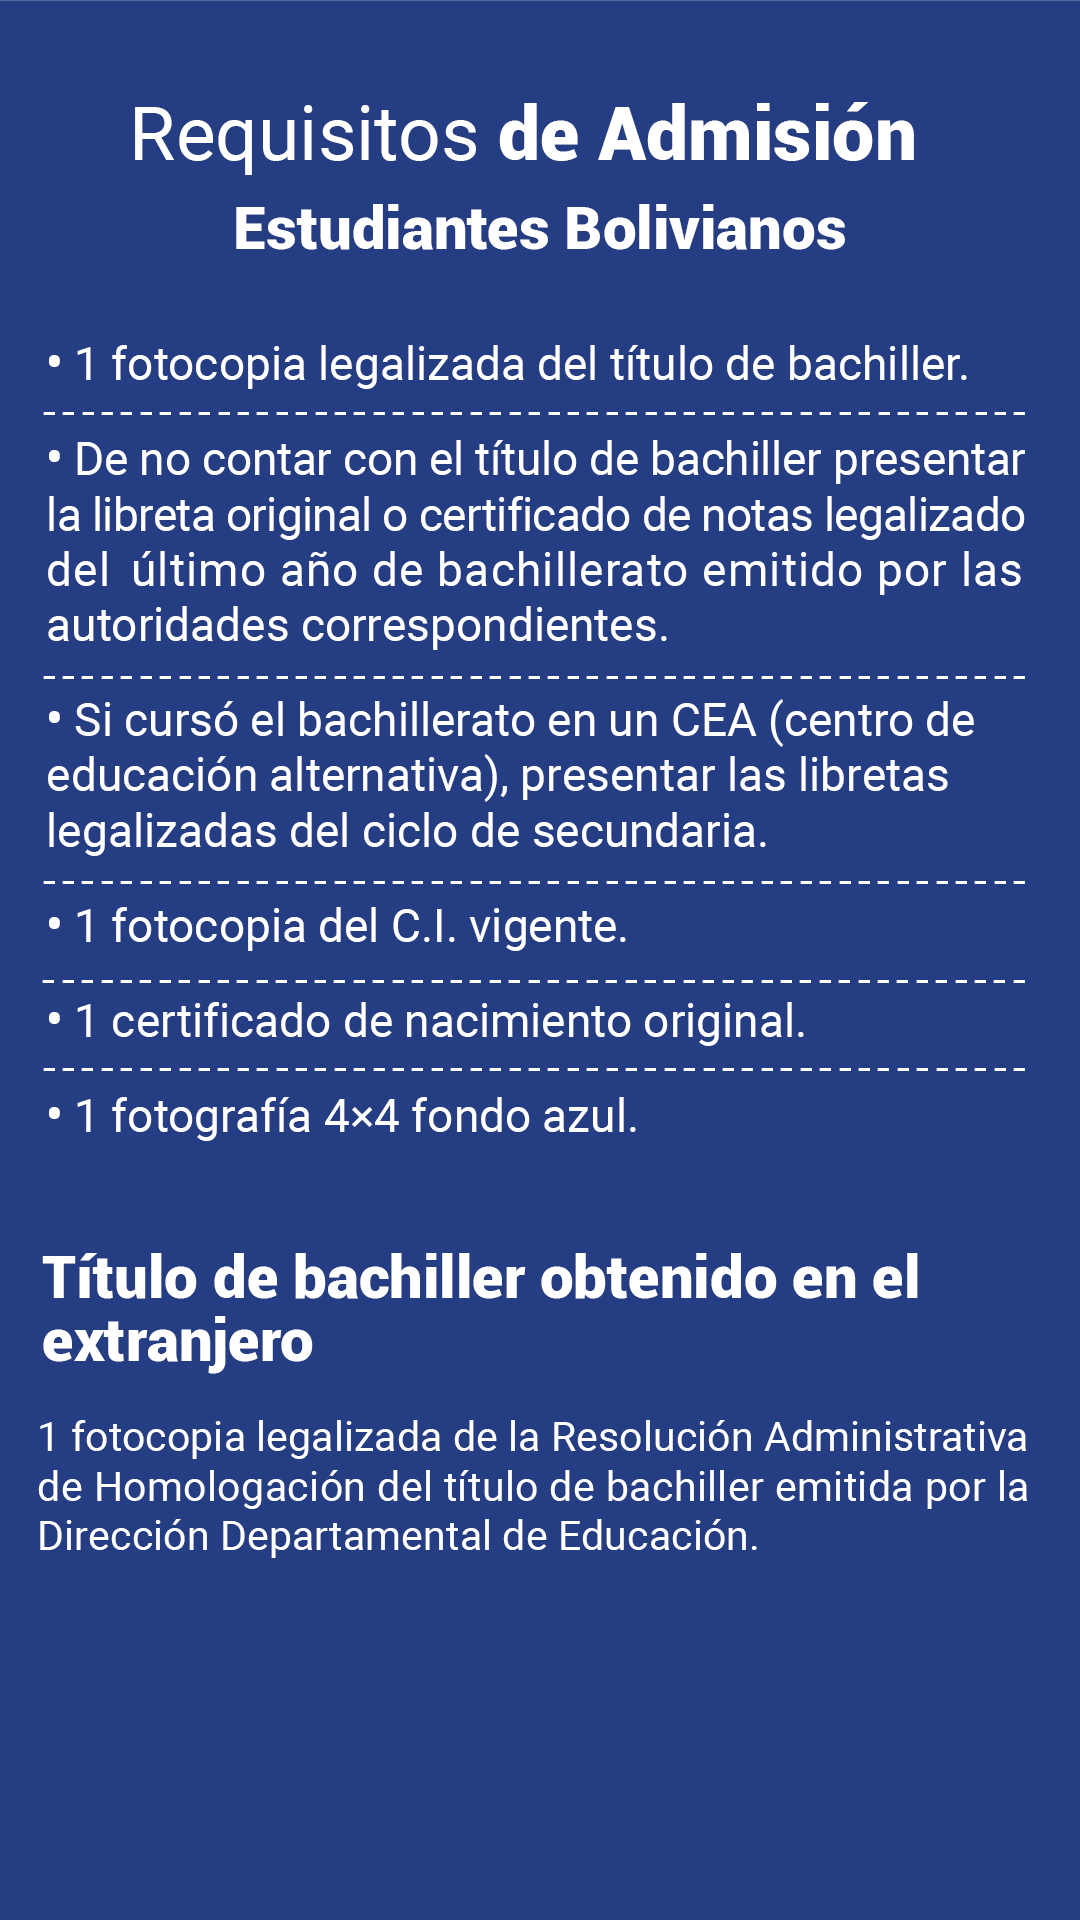 Requisitos de Admisión
Estudiantes Bolivianos
• 1 fotocopia legalizada del título de bachiller.
• De no contar con el título de bachiller presentar
la libreta original o certificado de notas legalizado
del último año de bachillerato emitido por las
autoridades correspondientes.
• Si cursó el bachillerato en un CEA (centro de
educación alternativa), presentar las libretas
legalizadas del ciclo de secundaria.
• 1 fotocopia del C.I. vigente.
• 1 certificado de nacimiento original.
• 1 fotografía 4×4 fondo azul.
Título de bachiller obtenido en el
extranjero
1 fotocopia legalizada de la Resolución Administrativa
de Homologación del título de bachiller emitida por la
Dirección Departamental de Educación.